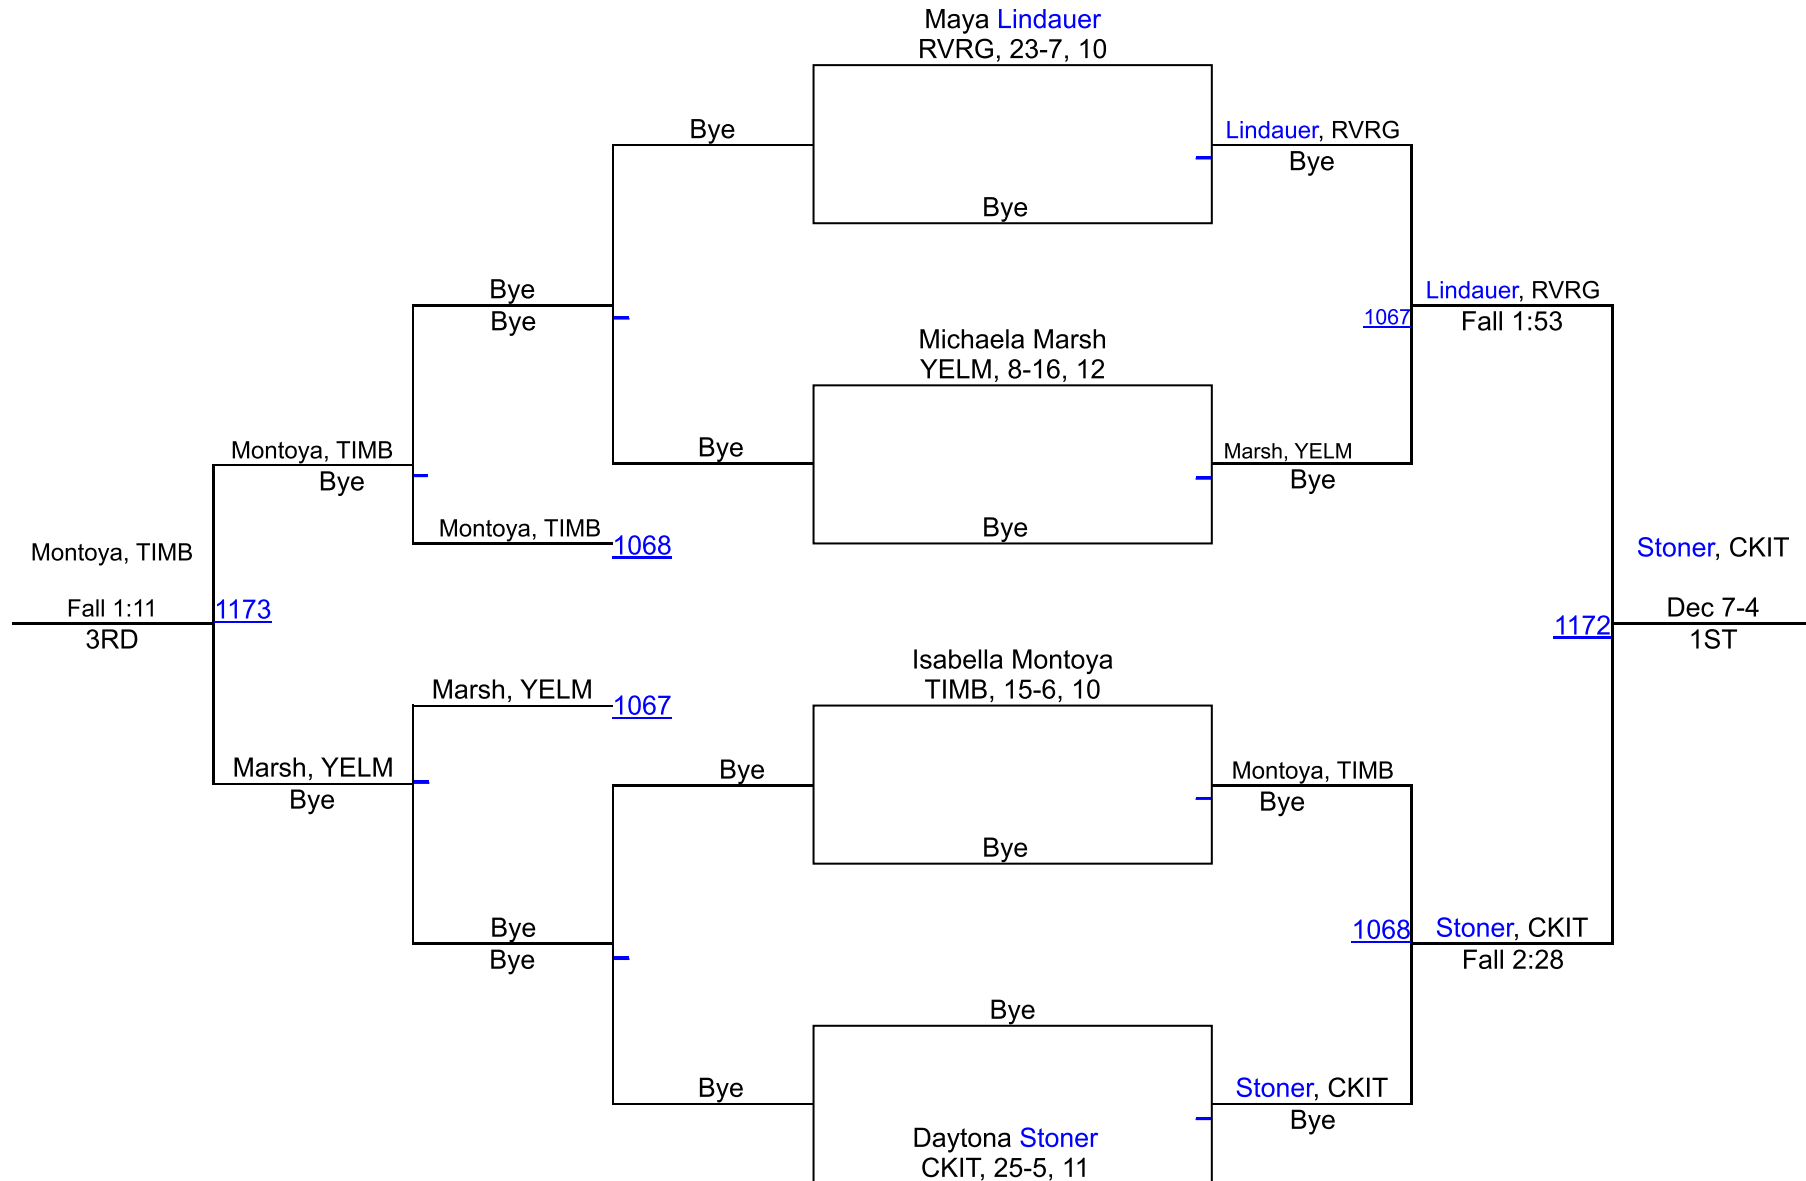 Maya Lindauer
RVRG, 23-7, 10
Bye
Lindauer, RVRG
Bye
Bye
Bye
Bye
Lindauer, RVRG
1067
Fall 1:53
Michaela Marsh
YELM, 8-16, 12
Bye
Marsh, YELM
Bye
Montoya, TIMB
Bye
Montoya, TIMB
1068
Bye
Montoya, TIMB
Fall 1:11
3RD
1173
Stoner, CKIT
Dec 7-4
1ST
1172
Isabella Montoya
TIMB, 15-6, 10
Marsh, YELM
1067
Marsh, YELM
Bye
Bye
Montoya, TIMB
Bye
Bye
Bye
Bye
1068
Stoner, CKIT
Fall 2:28
Bye
Bye
Stoner, CKIT
Bye
Daytona Stoner
CKIT, 25-5, 11